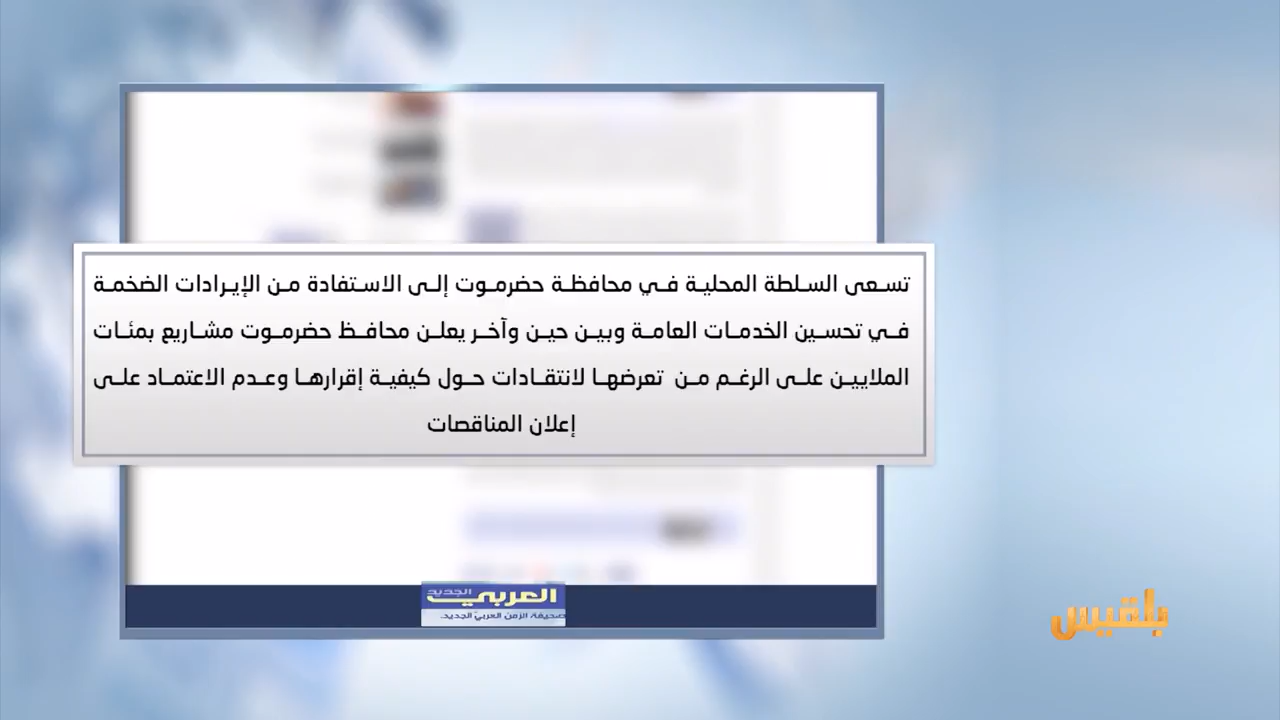 تسعى السلطة المحلية في محافظة حضرموت إلى الاستفادة من الإيرادات الضخمة
في تحسين الخدمات العامة وبين حين وآخر يعلن محافظ حضرموت مشاريع بمئات
الملايين على الرغم من تعرضها لانتقادات حول كيفية إقرارها وعدم الاعتماد على
إعلان المناقصات
العربي الجديد
صحيفة الزمن العربيّ الجديد.
بلقيس